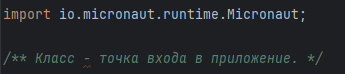 import io.micronaut.runtime.Micronaut;
/** Класс - точка входа в приложение. */